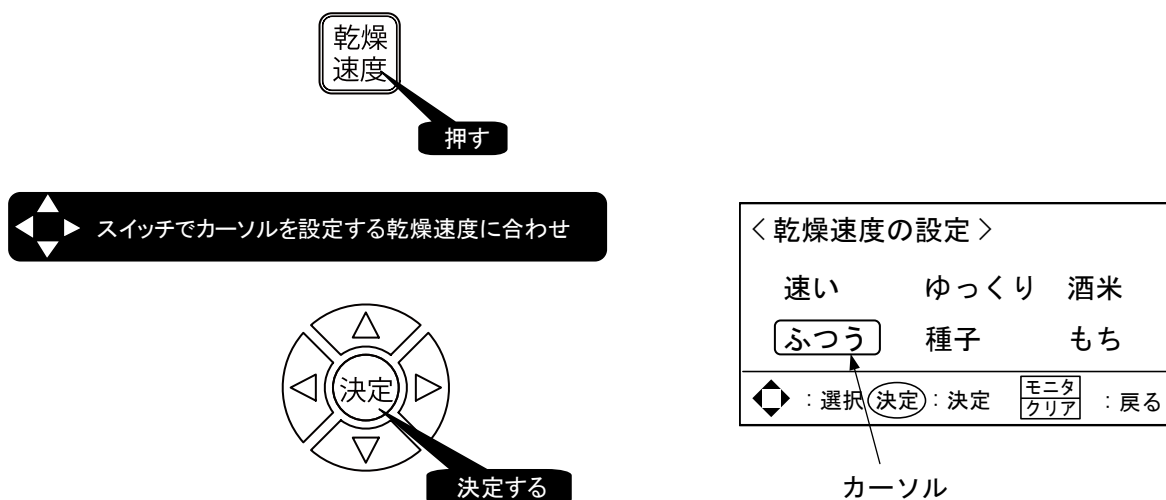 乾燥
速度
押す
スイッチでカーソルを設定する乾燥速度に合わせ
決定
決定する
〈乾燥速度の設定〉
速い ゆっくり 酒米
ふつう 種子 もち
：選択 決定：決定 モニタ
クリア ：戻る
カーソル